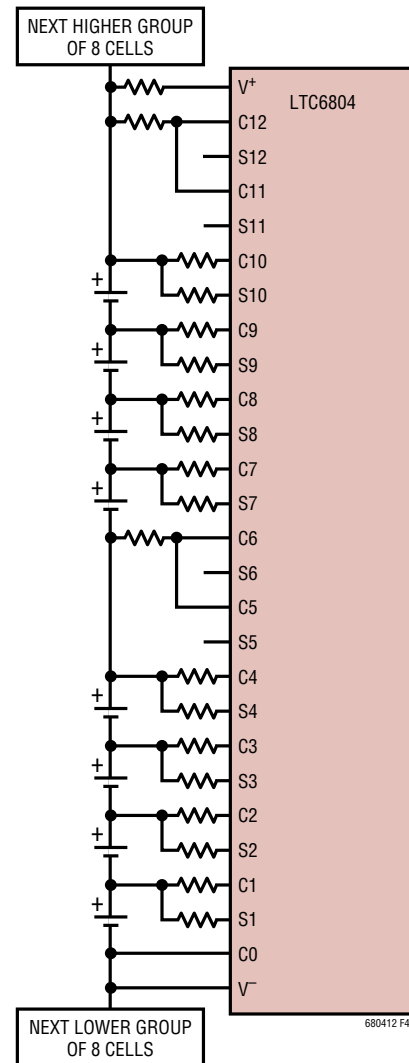 NEXT HIGHER GROUP
OF 8 CELLS
LTC6804
V+
C12
S12
C11
S11
C10
S10
C9
S9
C8
S8
C7
S7
C6
S6
C5
S5
C4
S4
C3
S3
C2
S2
C1
S1
C0
V–
+
+
+
+
+
+
+
+
NEXT LOWER GROUP
OF 8 CELLS
680412 F4